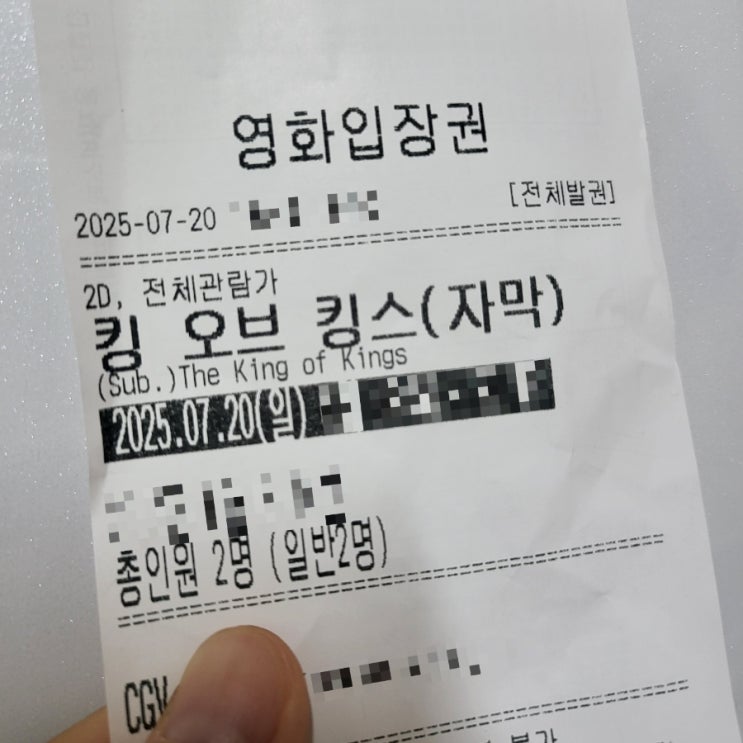 영화입장권
2025-07-20
[전체발권]
2D, 전체관람가
킹 오브 킹스(자막)
(Sub.)The King of Kings
2025.07.20(일)
총인원 2명 (일반2명)
CGV